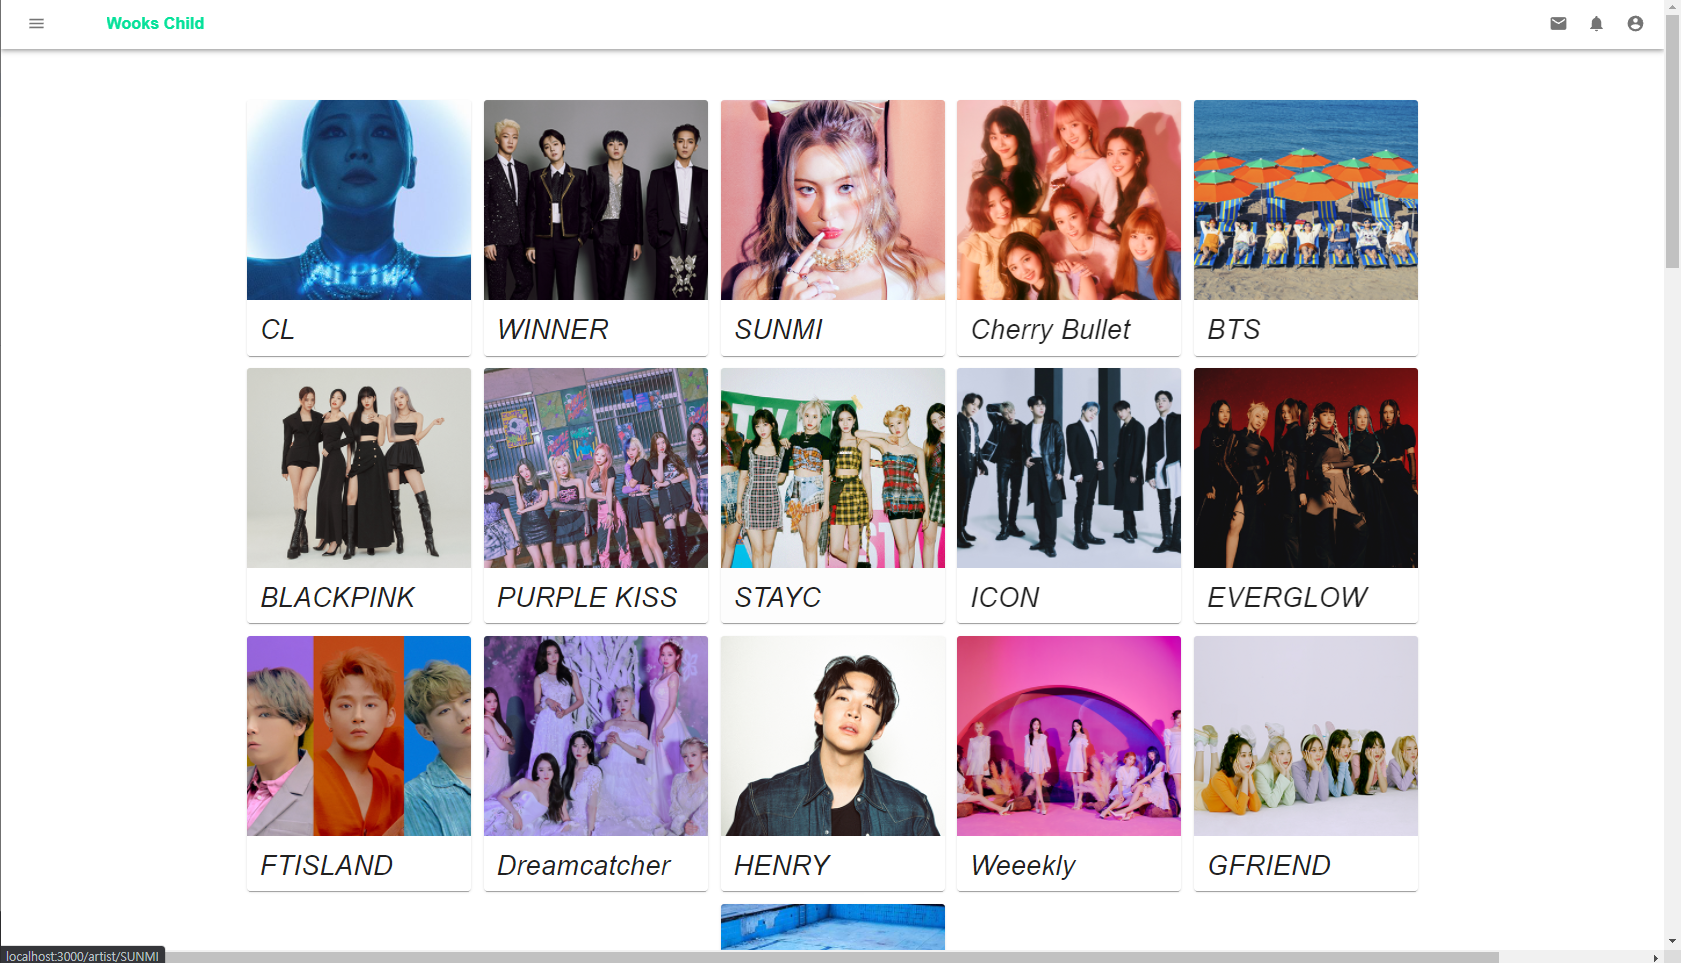 Wooks Child
CL
WINNER
SUNMI
Cherry Bullet
BTS
BLACKPINK
PURPLE KISS
STAYC
ICON
EVERGLOW
FTISLAND
Dreamcatcher
HENRY
Weeekly
GFRIEND
localhost:3000/artist/SUNMI